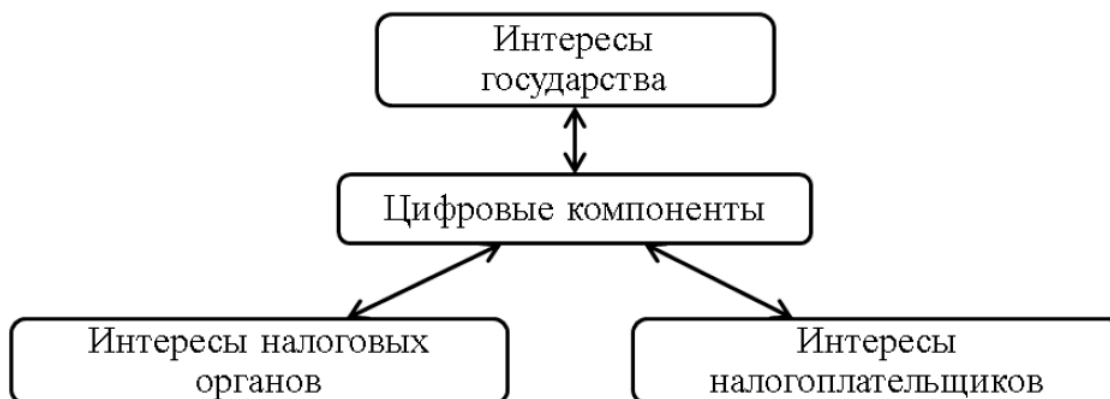 Интересы
государства
Цифровые компоненты
Интересы налоговых
органов
Интересы
налогоплательщиков